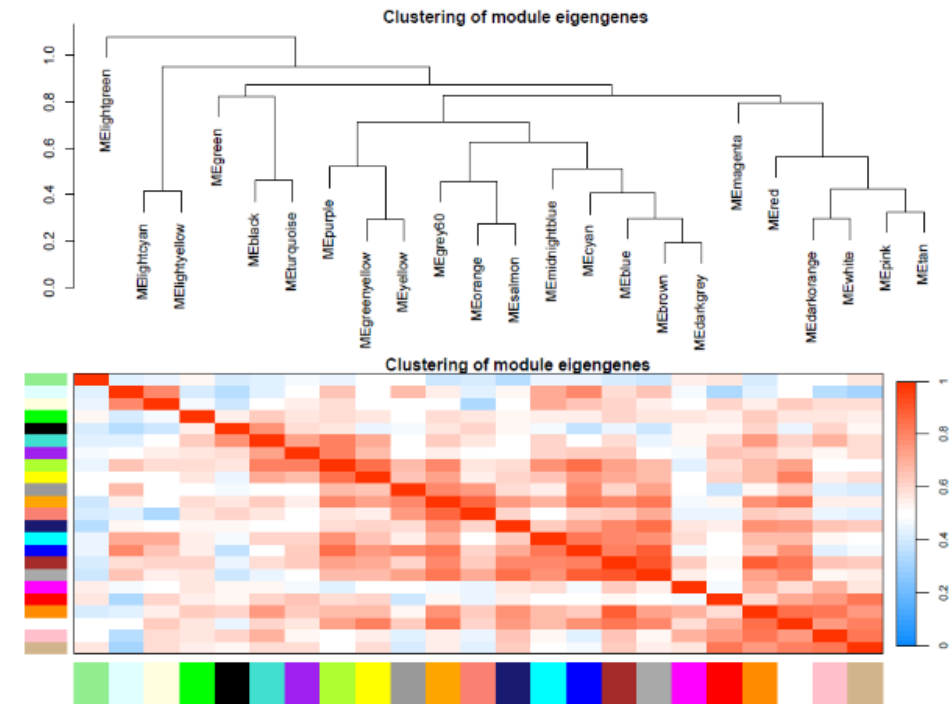 Clustering of module eigengenes
1.0
0.8
0.6
0.4
0.2
0.0
MElightgreen
MElightcyan
MElightyellow
MEgreen
MEblack
MEturquoise
MEpurple
MEgreenyellow
MEyellow
MEgrey60
MEorange
MEsalmon
MEmidnightblue
MEcyan
MEblue
MEbrown
MEdarkgrey
MEmagenta
MEred
MEdarkorange
MEwhite
MEpink
MEtan
Clustering of module eigengenes
1
0.8
0.6
0.4
0.2
0